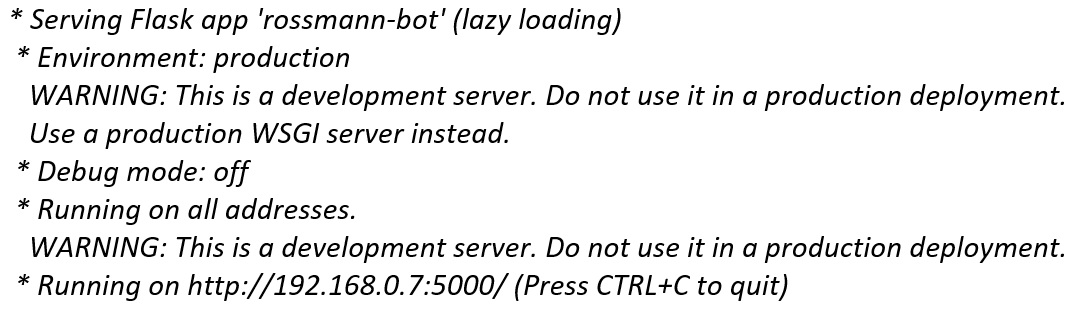 * Serving Flask app 'rossmann-bot' (lazy loading)
* Environment: production
WARNING: This is a development server. Do not use it in a production deployment.
Use a production WSGI server instead.
* Debug mode: off
* Running on all addresses.
WARNING: This is a development server. Do not use it in a production deployment.
* Running on http://192.168.0.7:5000/ (Press CTRL+C to quit)